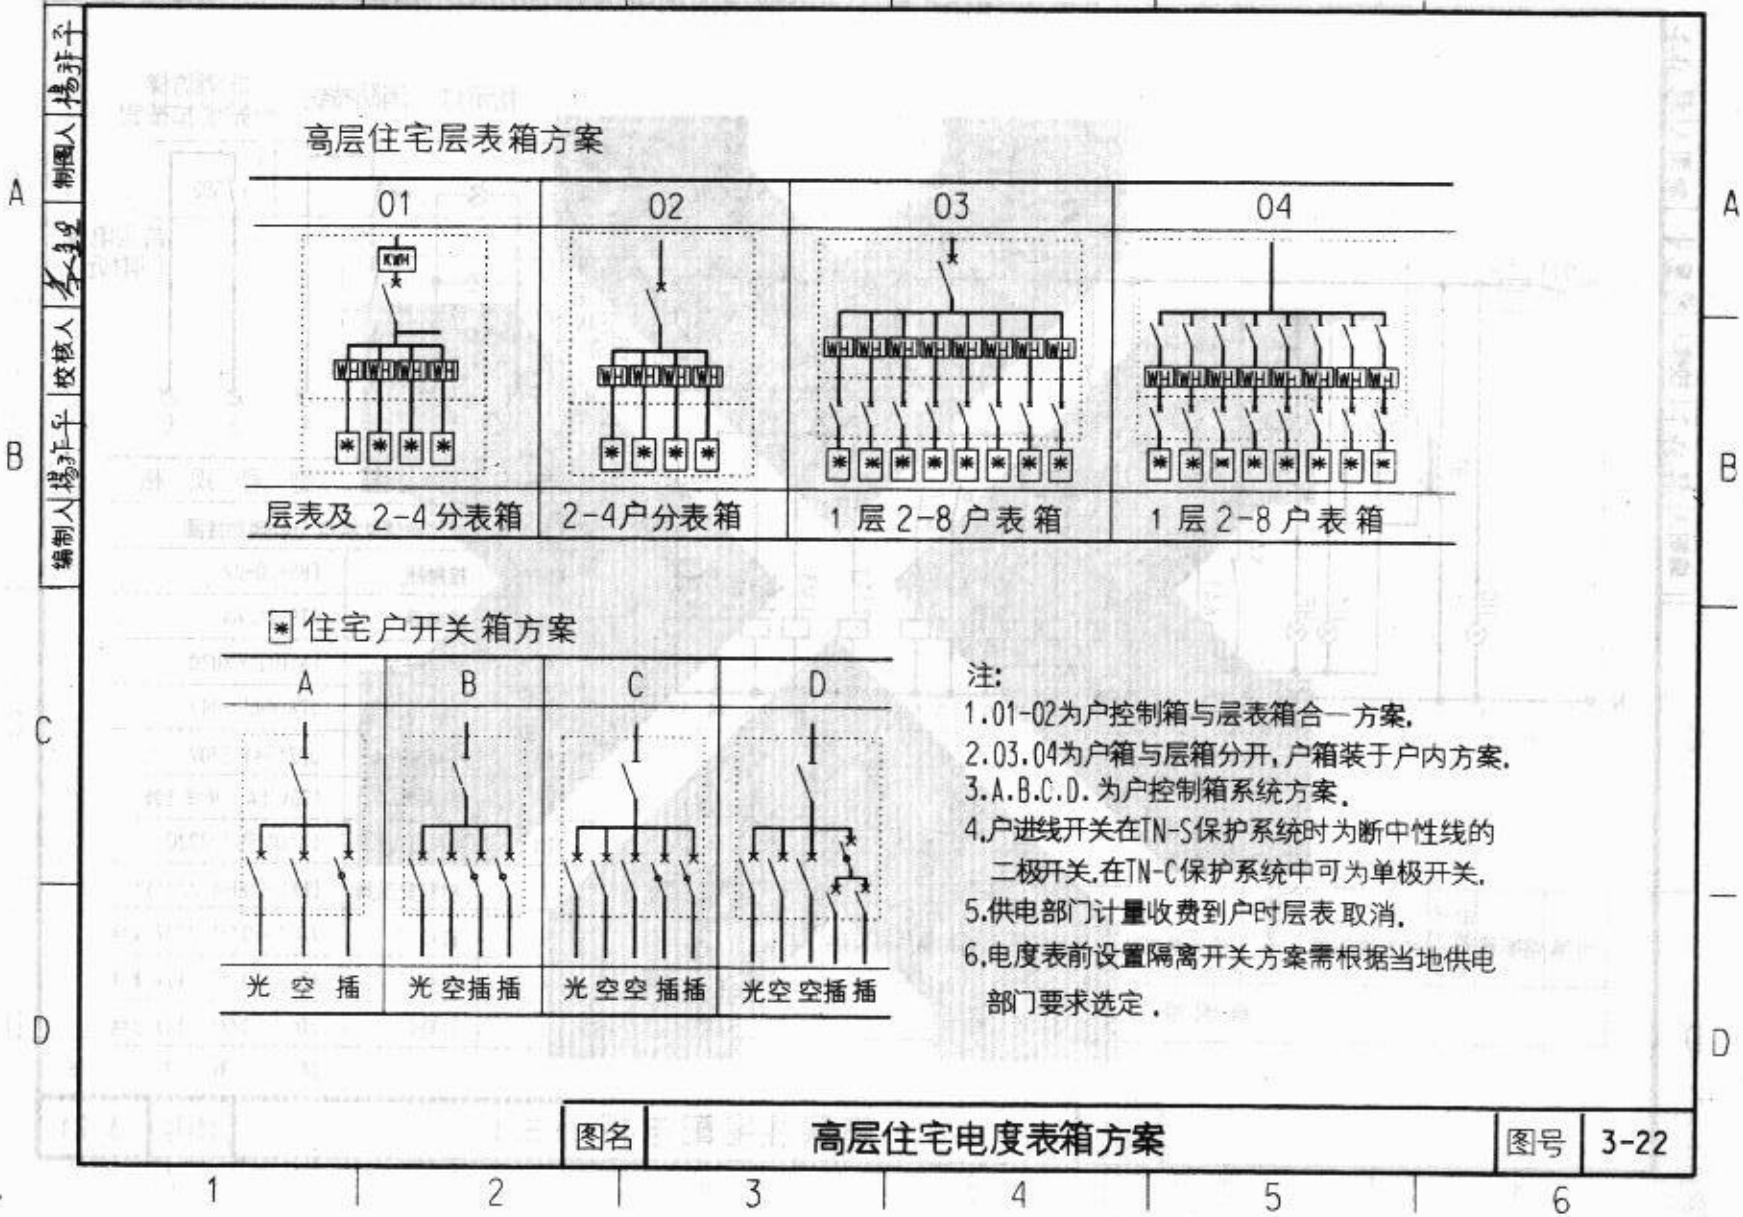 高层住宅层表箱方案
01 02 03 04
KWH
WH WH WH WH
WH WH WH WH
WH WH WH WH WH WH WH WH
WH WH WH WH WH WH WH WH
层表及 2-4分表箱 2-4户分表箱 1层2-8户表箱 1层2-8户表箱
* 住宅户开关箱方案
A B C D
光 空 插 光 空 插 插 光 空 空 插 插 光 空 空 插 插
注:
1.01-02为户控制箱与层表箱合一方案.
2.03.04为户箱与层箱分开,户箱装于户内方案.
3.A.B.C.D.为户控制箱系统方案.
4.户进线开关在TN-S保护系统时为断中性线的
二极开关.在TN-C保护系统中可为单极开关.
5.供电部门计量收费到户时层表取消.
6.电度表前设置隔离开关方案需根据当地供电
部门要求选定.
图名 高层住宅电度表箱方案 图号 3-22
制图人
校核人
编制人
A B C D
A B D
1 2 3 4 5 6